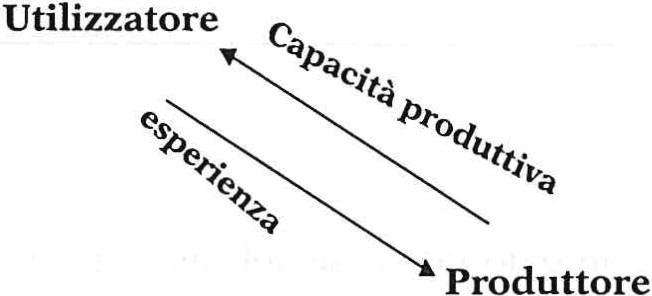 Utilizzatore
Capacità produttiva
esperienza
Produttore